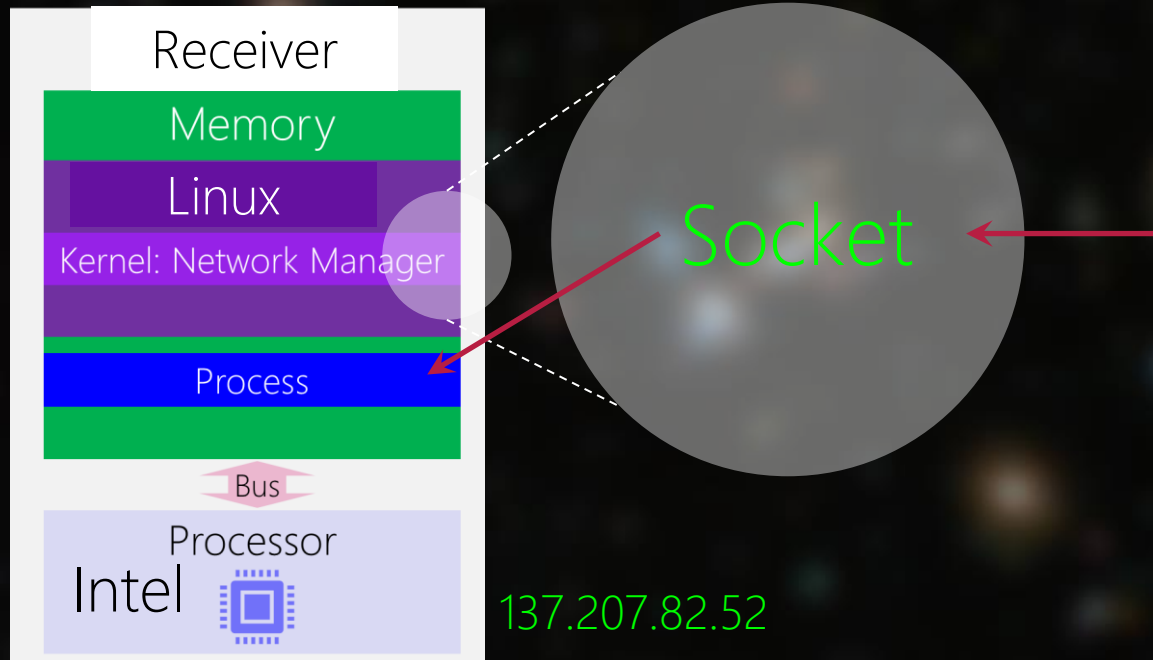 Receiver
Memory
Linux
Kernel: Network Manager
Process
Bus
Processor
Intel
Socket
137.207.82.52